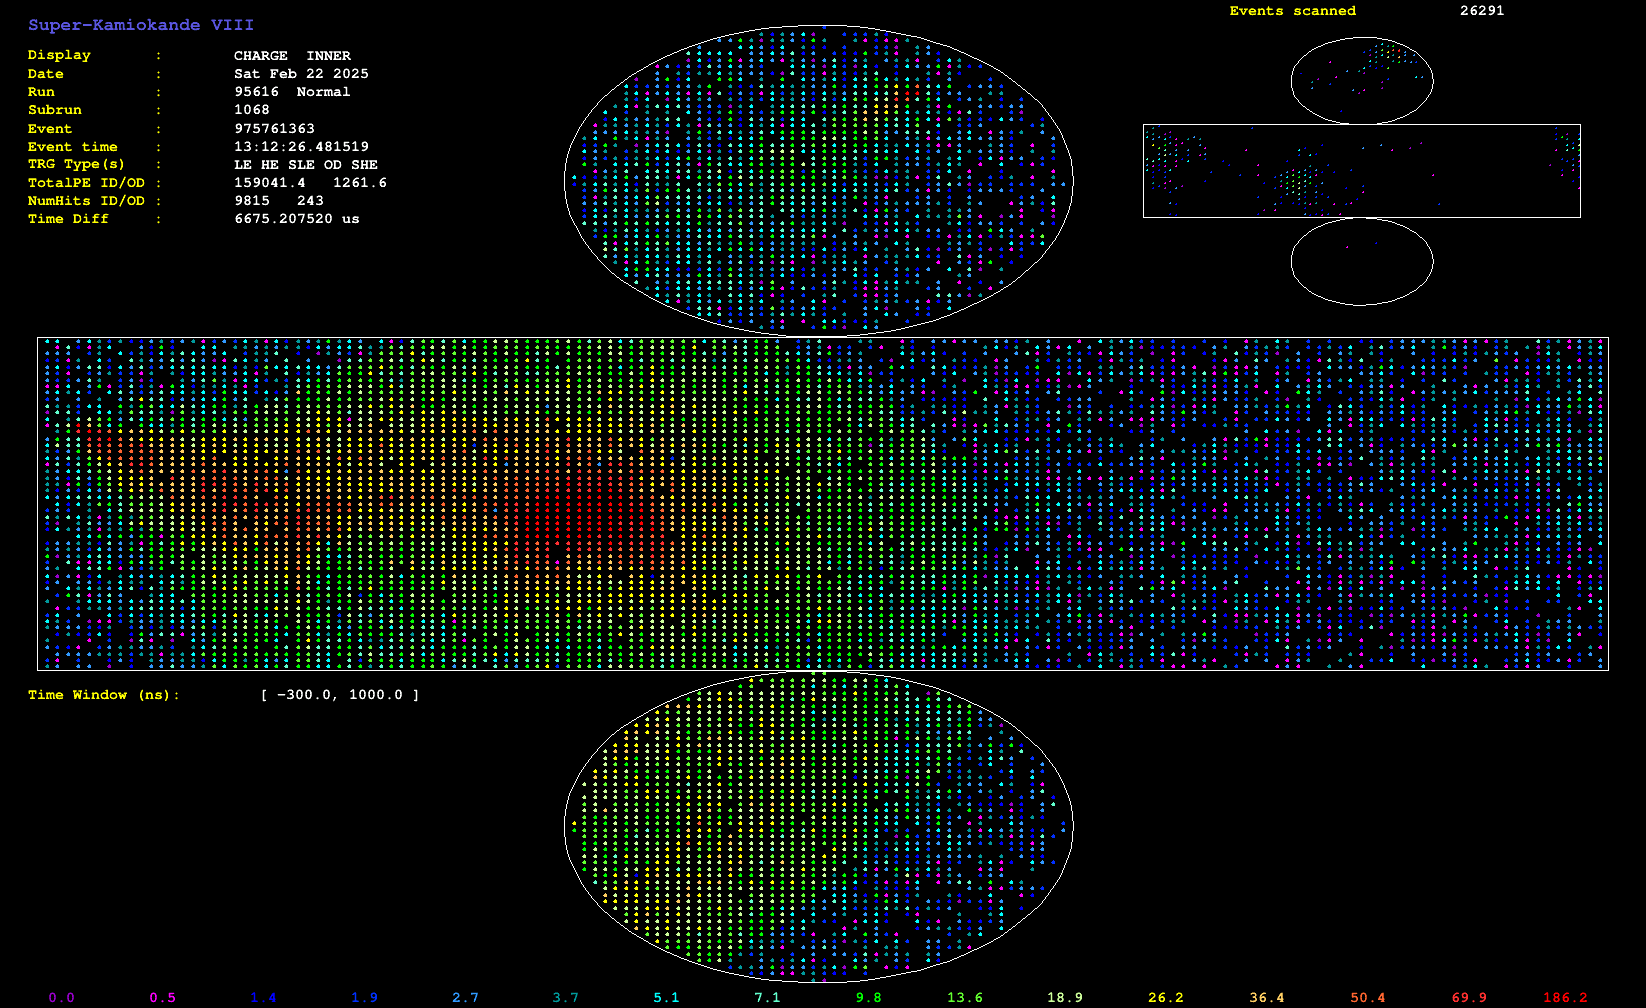 Super-Kamiokande VIII
Events scanned 26291
Display : CHARGE INNER
Date : Sat Feb 22 2025
Run : 95616 Normal
Subrun : 1068
Event : 975761363
Event time : 13:12:26.481519
TRG Type(s) : LE HE SLE OD SHE
TotalPE ID/OD : 159041.4 1261.6
NumHits ID/OD : 9815 243
Time Diff : 6675.207520 us
Time Window (ns): [ -300.0, 1000.0 ]
0.0 0.5 1.4 1.9 2.7 3.7 5.1 7.1 9.8 13.6 18.9 26.2 36.4 50.4 69.9 186.2